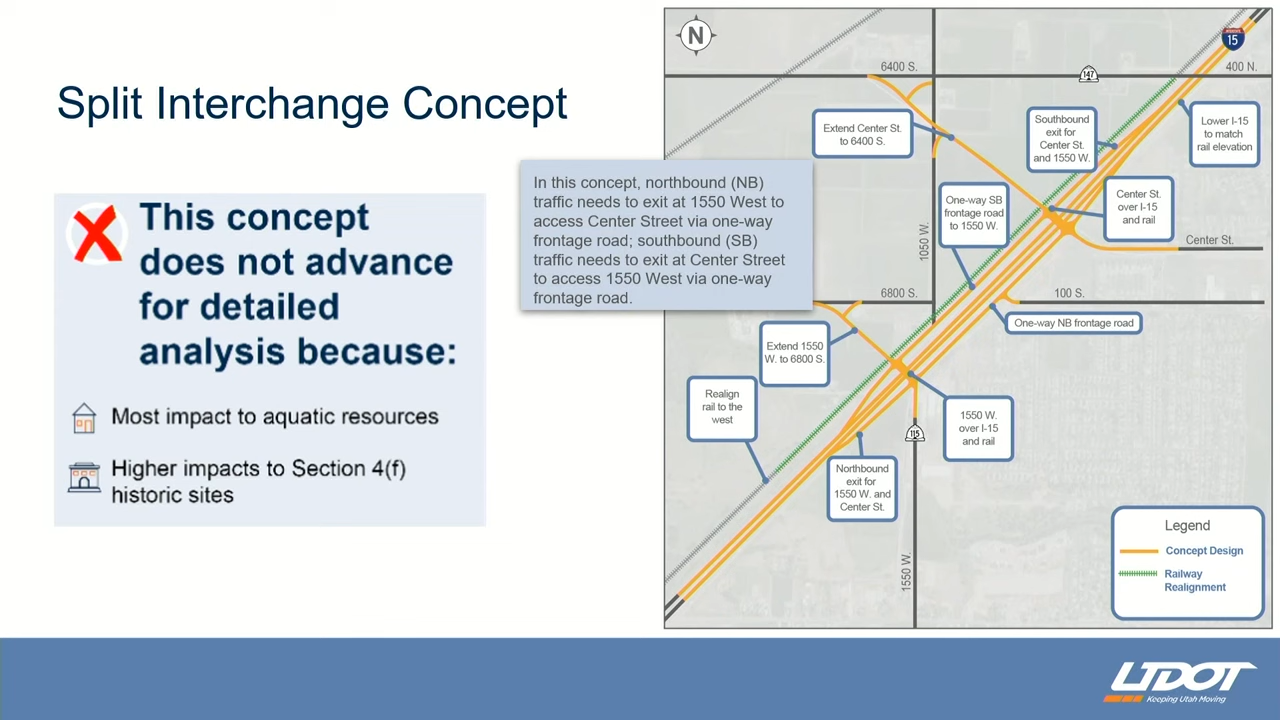 Split Interchange Concept
This concept
does not advance
for detailed
analysis because:
Most impact to aquatic resources
Higher impacts to Section 4(f)
historic sites
In this concept, northbound (NB)
traffic needs to exit at 1550 West to
access Center Street via one-way
frontage road; southbound (SB)
traffic needs to exit at Center Street
to access 1550 West via one-way
frontage road.
N
INTERSTATE
15
6400 S.
147
400 N.
Extend Center St.
to 6400 S.
Southbound
exit for
Center St.
and 1550 W.
Lower I-15
to match
rail elevation
One-way SB
frontage road
to 1550 W.
Center St.
over I-15
and rail
1050 W.
Center St.
6800 S.
100 S.
One-way NB frontage road
Extend 1550
W. to 6800 S.
Realign
rail to the
west
1550 W.
over I-15
and rail
115
Northbound
exit for
1550 W. and
Center St.
1550 W.
Legend
Concept Design
Railway
Realignment
UDOT
Keeping Utah Moving